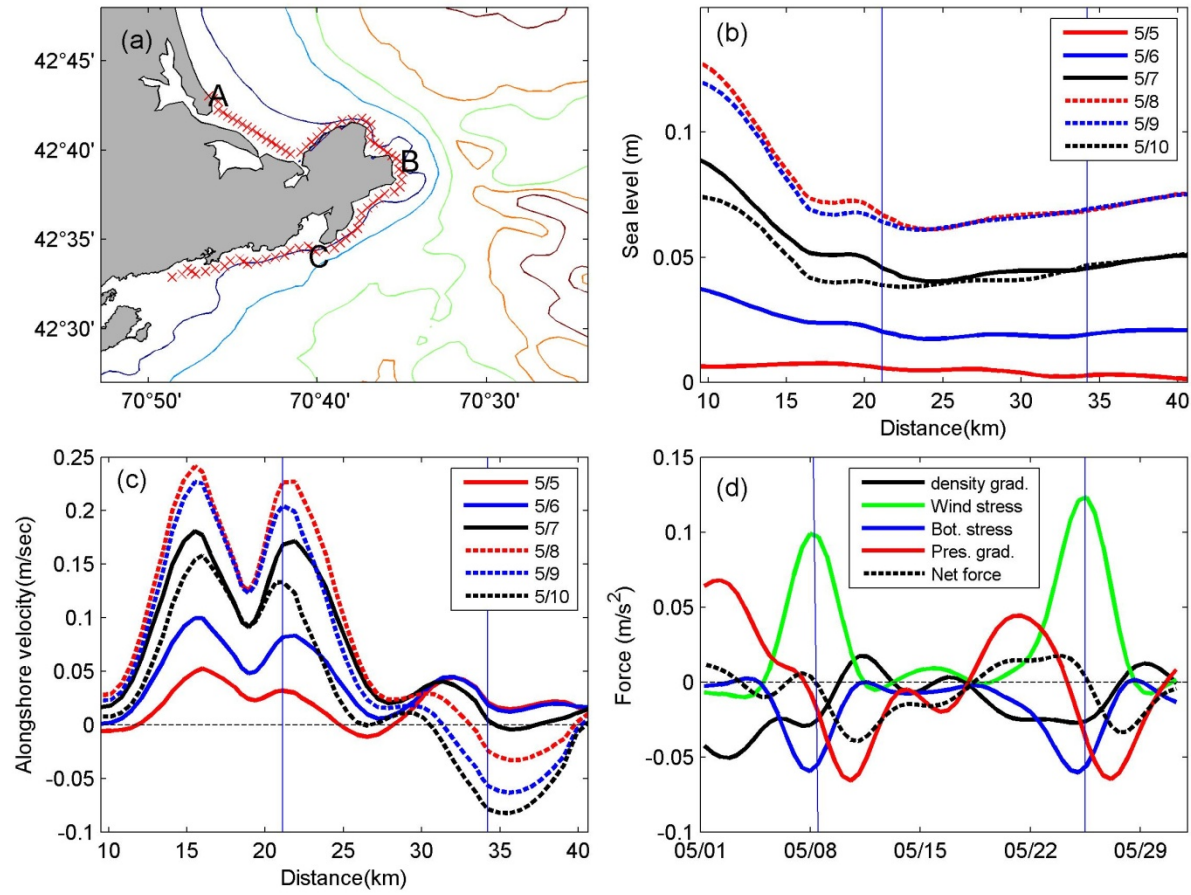 (a)
42°45'
42°40'
42°35'
42°30'
A
B
C
70°50'
70°40'
70°30'
(b)
5/5
5/6
5/7
5/8
5/9
5/10
0.1
0.05
0
Sea level (m)
10 15 20 25 30 35 40
Distance(km)
(c)
5/5
5/6
5/7
5/8
5/9
5/10
0.25
0.2
0.15
0.1
0.05
0
-0.05
-0.1
Alongshore velocity(m/sec)
10 15 20 25 30 35 40
Distance(km)
(d)
density grad.
Wind stress
Bot. stress
Pres. grad.
Net force
0.15
0.1
0.05
0
-0.05
-0.1
Force (m/s²)
05/01 05/08 05/15 05/22 05/29